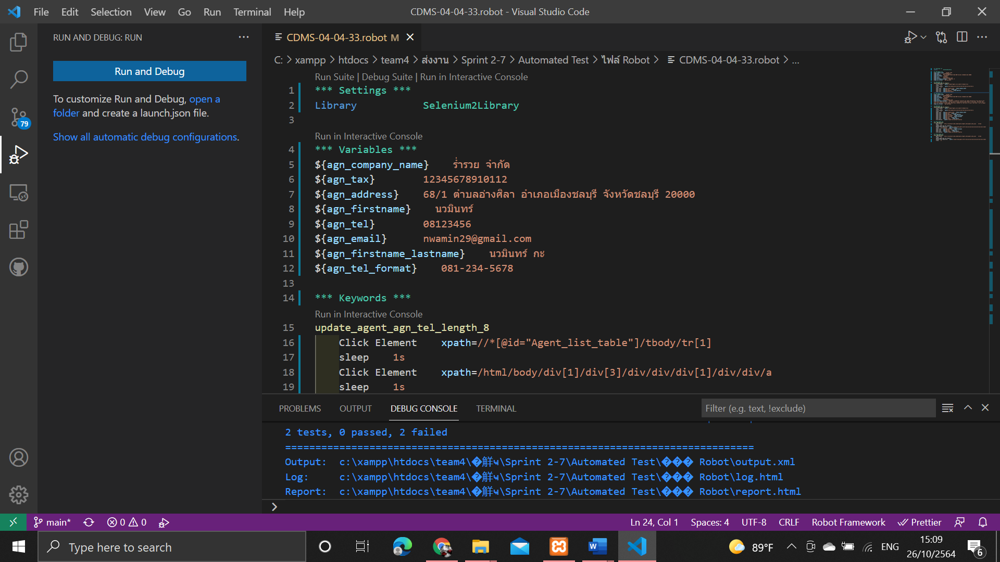 File Edit Selection View Go Run Terminal Help
CDMS-04-04-33.robot - Visual Studio Code
RUN AND DEBUG: RUN
Run and Debug
To customize Run and Debug, open a
folder and create a launch.json file.
Show all automatic debug configurations.
79
CDMS-04-04-33.robot M
C: > xampp > htdocs > team4 > ส่งงาน > Sprint 2-7 > Automated Test > ไฟล์ Robot > CDMS-04-04-33.robot > ...
Run Suite | Debug Suite | Run in Interactive Console
1 *** Settings ***
2 Library Selenium2Library
3
Run in Interactive Console
4 *** Variables ***
5 ${agn_company_name} ร่ำรวย จำกัด
6 ${agn_tax} 12345678910112
7 ${agn_address} 68/1 ตำบลอ่างศิลา อำเภอเมืองชลบุรี จังหวัดชลบุรี 20000
8 ${agn_firstname} นวมินทร์
9 ${agn_tel} 08123456
10 ${agn_email} nwamin29@gmail.com
11 ${agn_firstname_lastname} นวมินทร์ กะ
12 ${agn_tel_format} 081-234-5678
13
14 *** Keywords ***
Run in Interactive Console
15 update_agent_agn_tel_length_8
16 Click Element xpath=//*[@id="Agent_list_table"]/tbody/tr[1]
17 sleep 1s
18 Click Element xpath=/html/body/div[1]/div[3]/div/div/div[1]/div/div/a
19 sleep 1s
PROBLEMS OUTPUT DEBUG CONSOLE TERMINAL
Filter (e.g. text, !exclude)
2 tests, 0 passed, 2 failed
==============================================================================
Output: c:\xampp\htdocs\team4\�觧ҹ\Sprint 2-7\Automated Test\��� Robot\output.xml
Log: c:\xampp\htdocs\team4\�觧ҹ\Sprint 2-7\Automated Test\��� Robot\log.html
Report: c:\xampp\htdocs\team4\�觧ҹ\Sprint 2-7\Automated Test\��� Robot\report.html
main* 0 0
Ln 24, Col 1 Spaces: 4 UTF-8 CRLF Robot Framework Prettier
Type here to search
89°F
ENG
15:09
26/10/2564
6